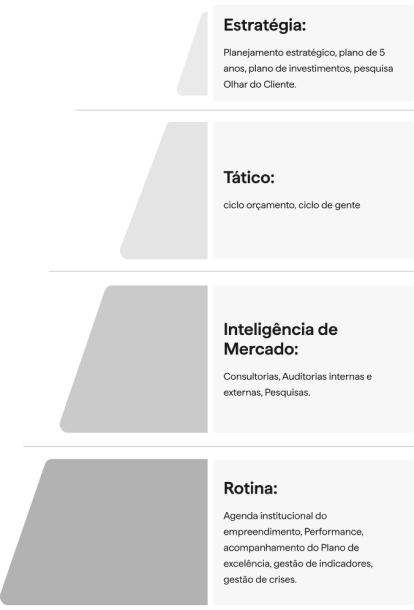 Estratégia:
Planejamento estratégico, plano de 5
anos, plano de investimentos, pesquisa
Olhar do Cliente.
Tático:
ciclo orçamento, ciclo de gente
Inteligência de
Mercado:
Consultorias, Auditorias internas e
externas, Pesquisas.
Rotina:
Agenda institucional do
empreendimento, Performance,
acompanhamento do Plano de
excelência, gestão de indicadores,
gestão de crises.